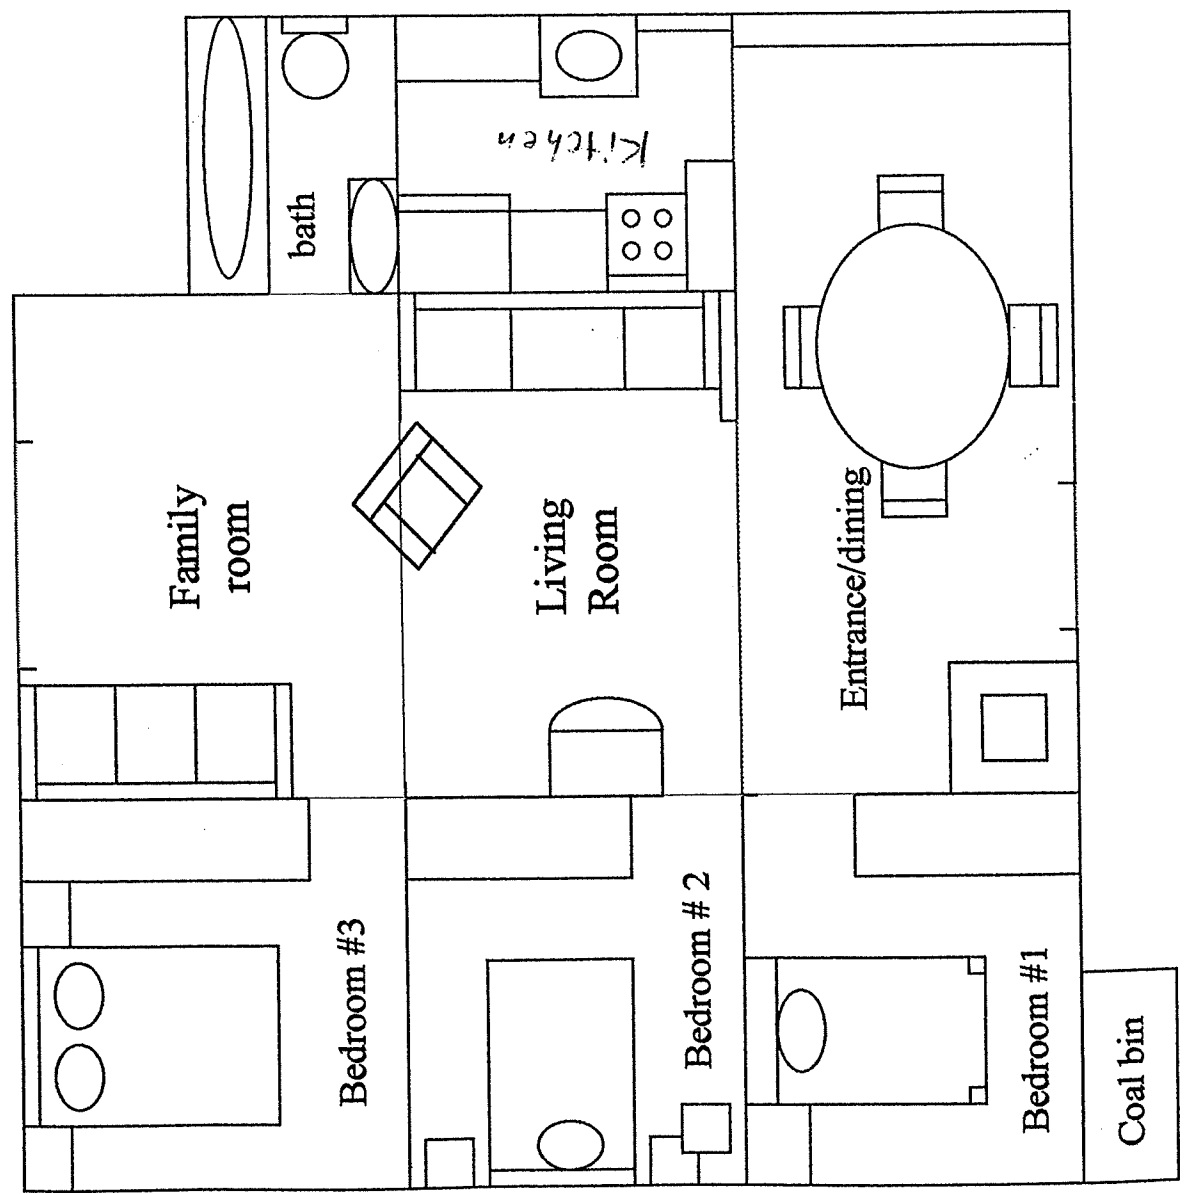 bath
Kitchen
Family
room
Living
Room
Entrance/dining
Bedroom #3
Bedroom # 2
Bedroom #1
Coal bin